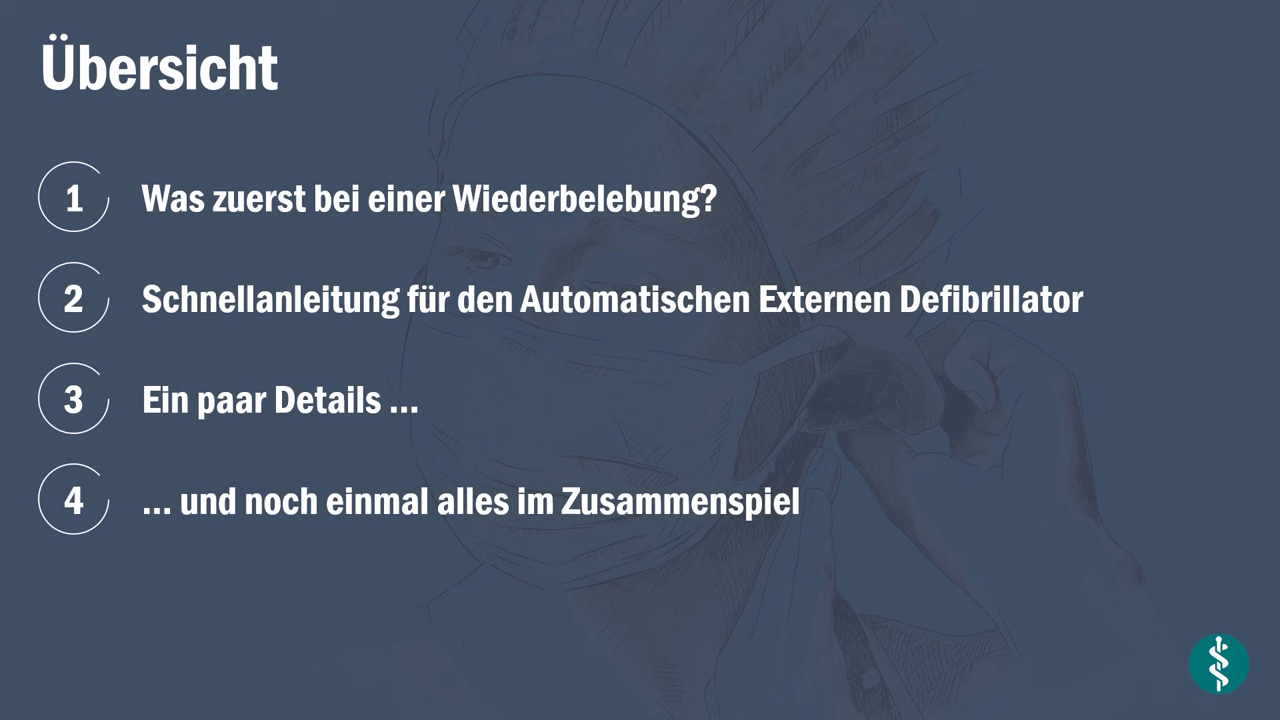 Übersicht
1 Was zuerst bei einer Wiederbelebung?
2 Schnellanleitung für den Automatischen Externen Defibrillator
3 Ein paar Details ...
4 ... und noch einmal alles im Zusammenspiel